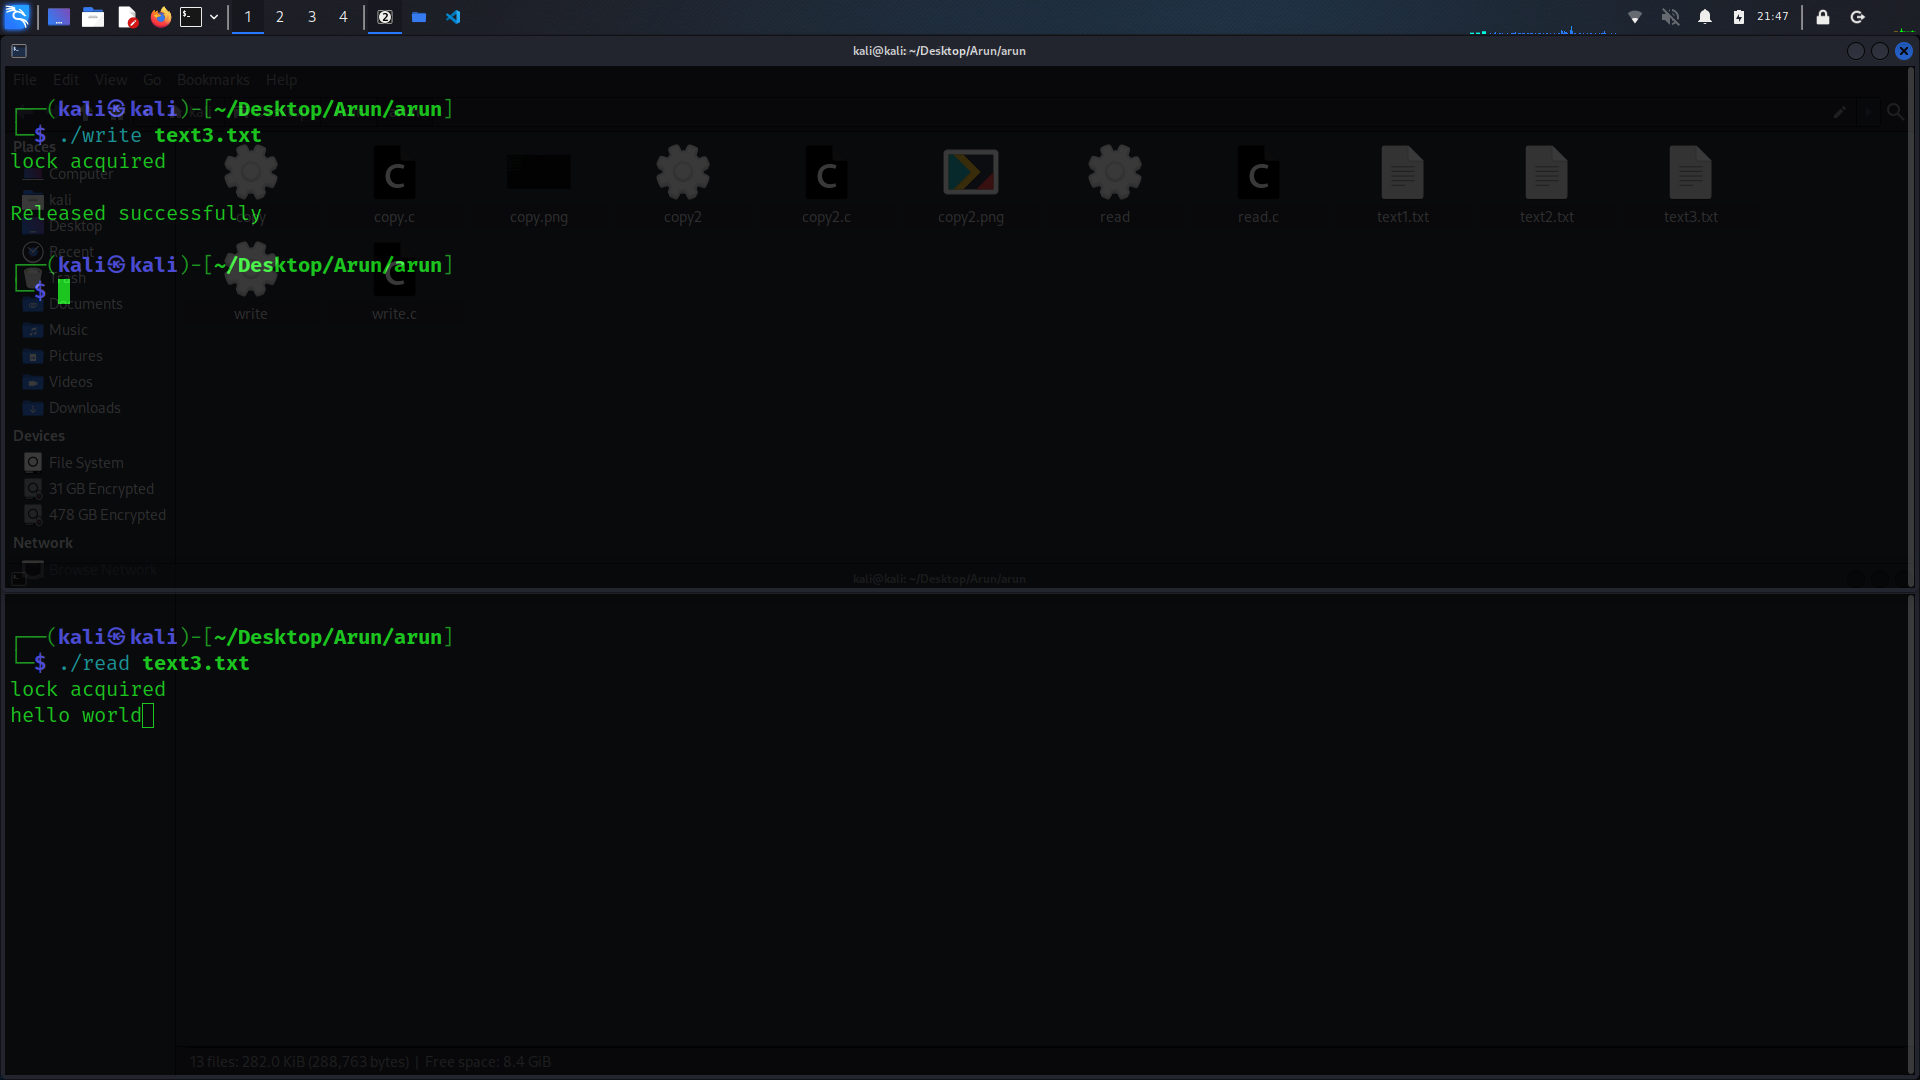 1 2 3 4 2 21:47
kali@kali: ~/Desktop/Arun/arun
File Edit View Go Bookmarks Help
┌──(kali㉿kali)-[~/Desktop/Arun/arun]
└─$ ./write text3.txt
lock acquired
Released successfully
┌──(kali㉿kali)-[~/Desktop/Arun/arun]
└─$
Places
Computer
kali
Desktop
Recent
Trash
Documents
Music
Pictures
Videos
Downloads
Devices
File System
31 GB Encrypted
478 GB Encrypted
Network
Browse Network
copy copy.c copy.png copy2 copy2.c copy2.png read read.c text1.txt text2.txt text3.txt
write write.c
kali@kali: ~/Desktop/Arun/arun
┌──(kali㉿kali)-[~/Desktop/Arun/arun]
└─$ ./read text3.txt
lock acquired
hello world
13 files: 282.0 KiB (288,763 bytes) | Free space: 8.4 GiB